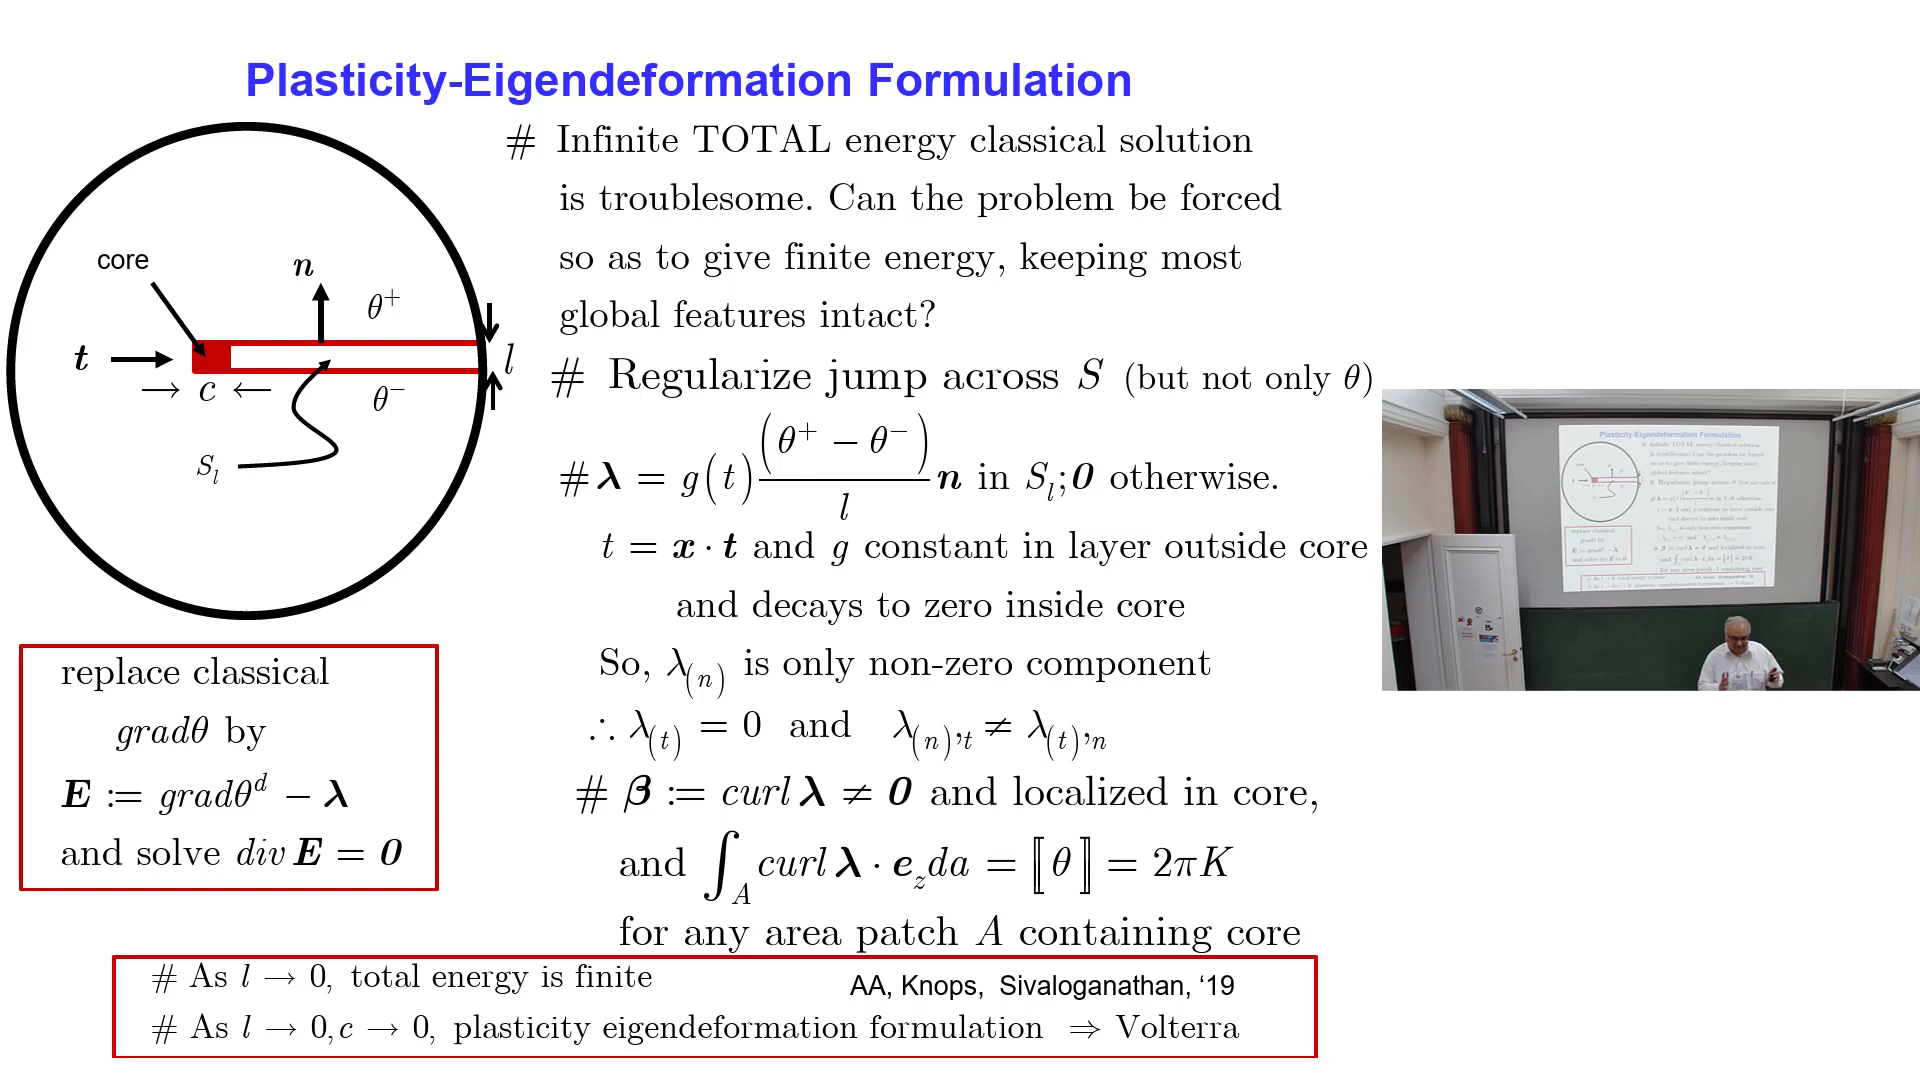 Plasticity-Eigendeformation Formulation
# Infinite TOTAL energy classical solution
is troublesome. Can the problem be forced
so as to give finite energy, keeping most
global features intact?
# Regularize jump across S (but not only θ)
#λ = g(t) (θ⁺ − θ⁻)/l n in S_l; 0 otherwise.
t = x · t and g constant in layer outside core
and decays to zero inside core
So, λ_(n) is only non-zero component
∴ λ_(t) = 0 and λ_(n),t ≠ λ_(t),n
# β := curl λ ≠ 0 and localized in core,
and ∫_A curl λ · e_z da = ⟦θ⟧ = 2πK
for any area patch A containing core
core
n
θ⁺
t
l
→ c ←
θ⁻
S_l
replace classical
gradθ by
E := gradθ^d − λ
and solve div E = 0
# As l → 0, total energy is finite
AA, Knops, Sivaloganathan, ‘19
# As l → 0, c → 0, plasticity eigendeformation formulation ⇒ Volterra
Plasticity-Eigendeformation Formulation